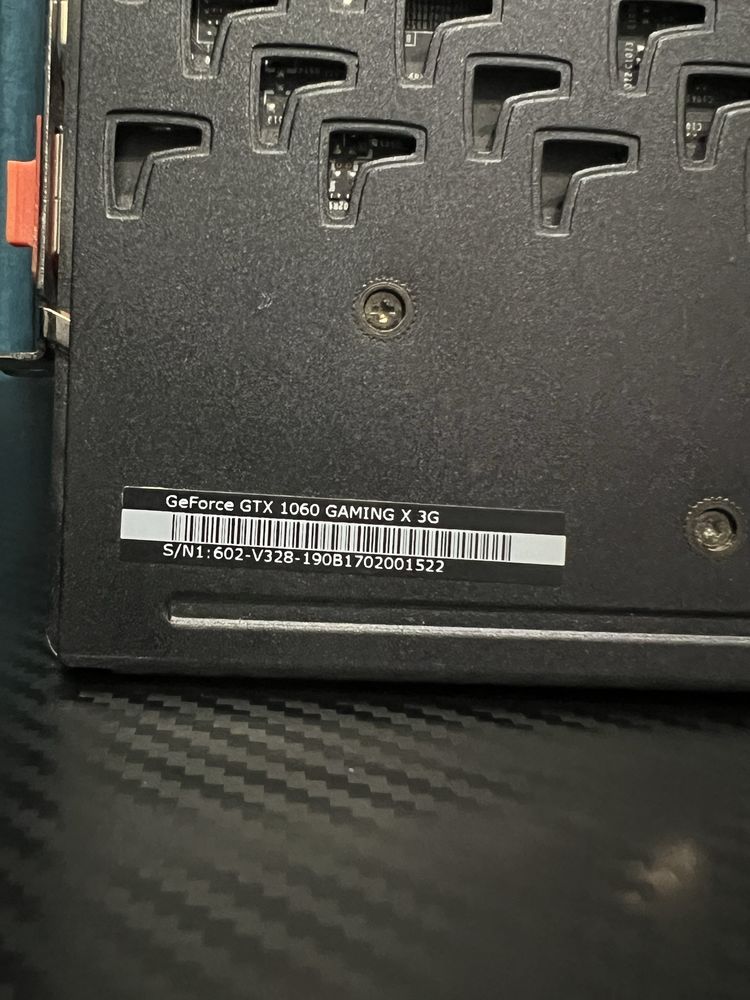 GeForce GTX 1060 GAMING X 3G
S/N1:602-V328-190B1702001522